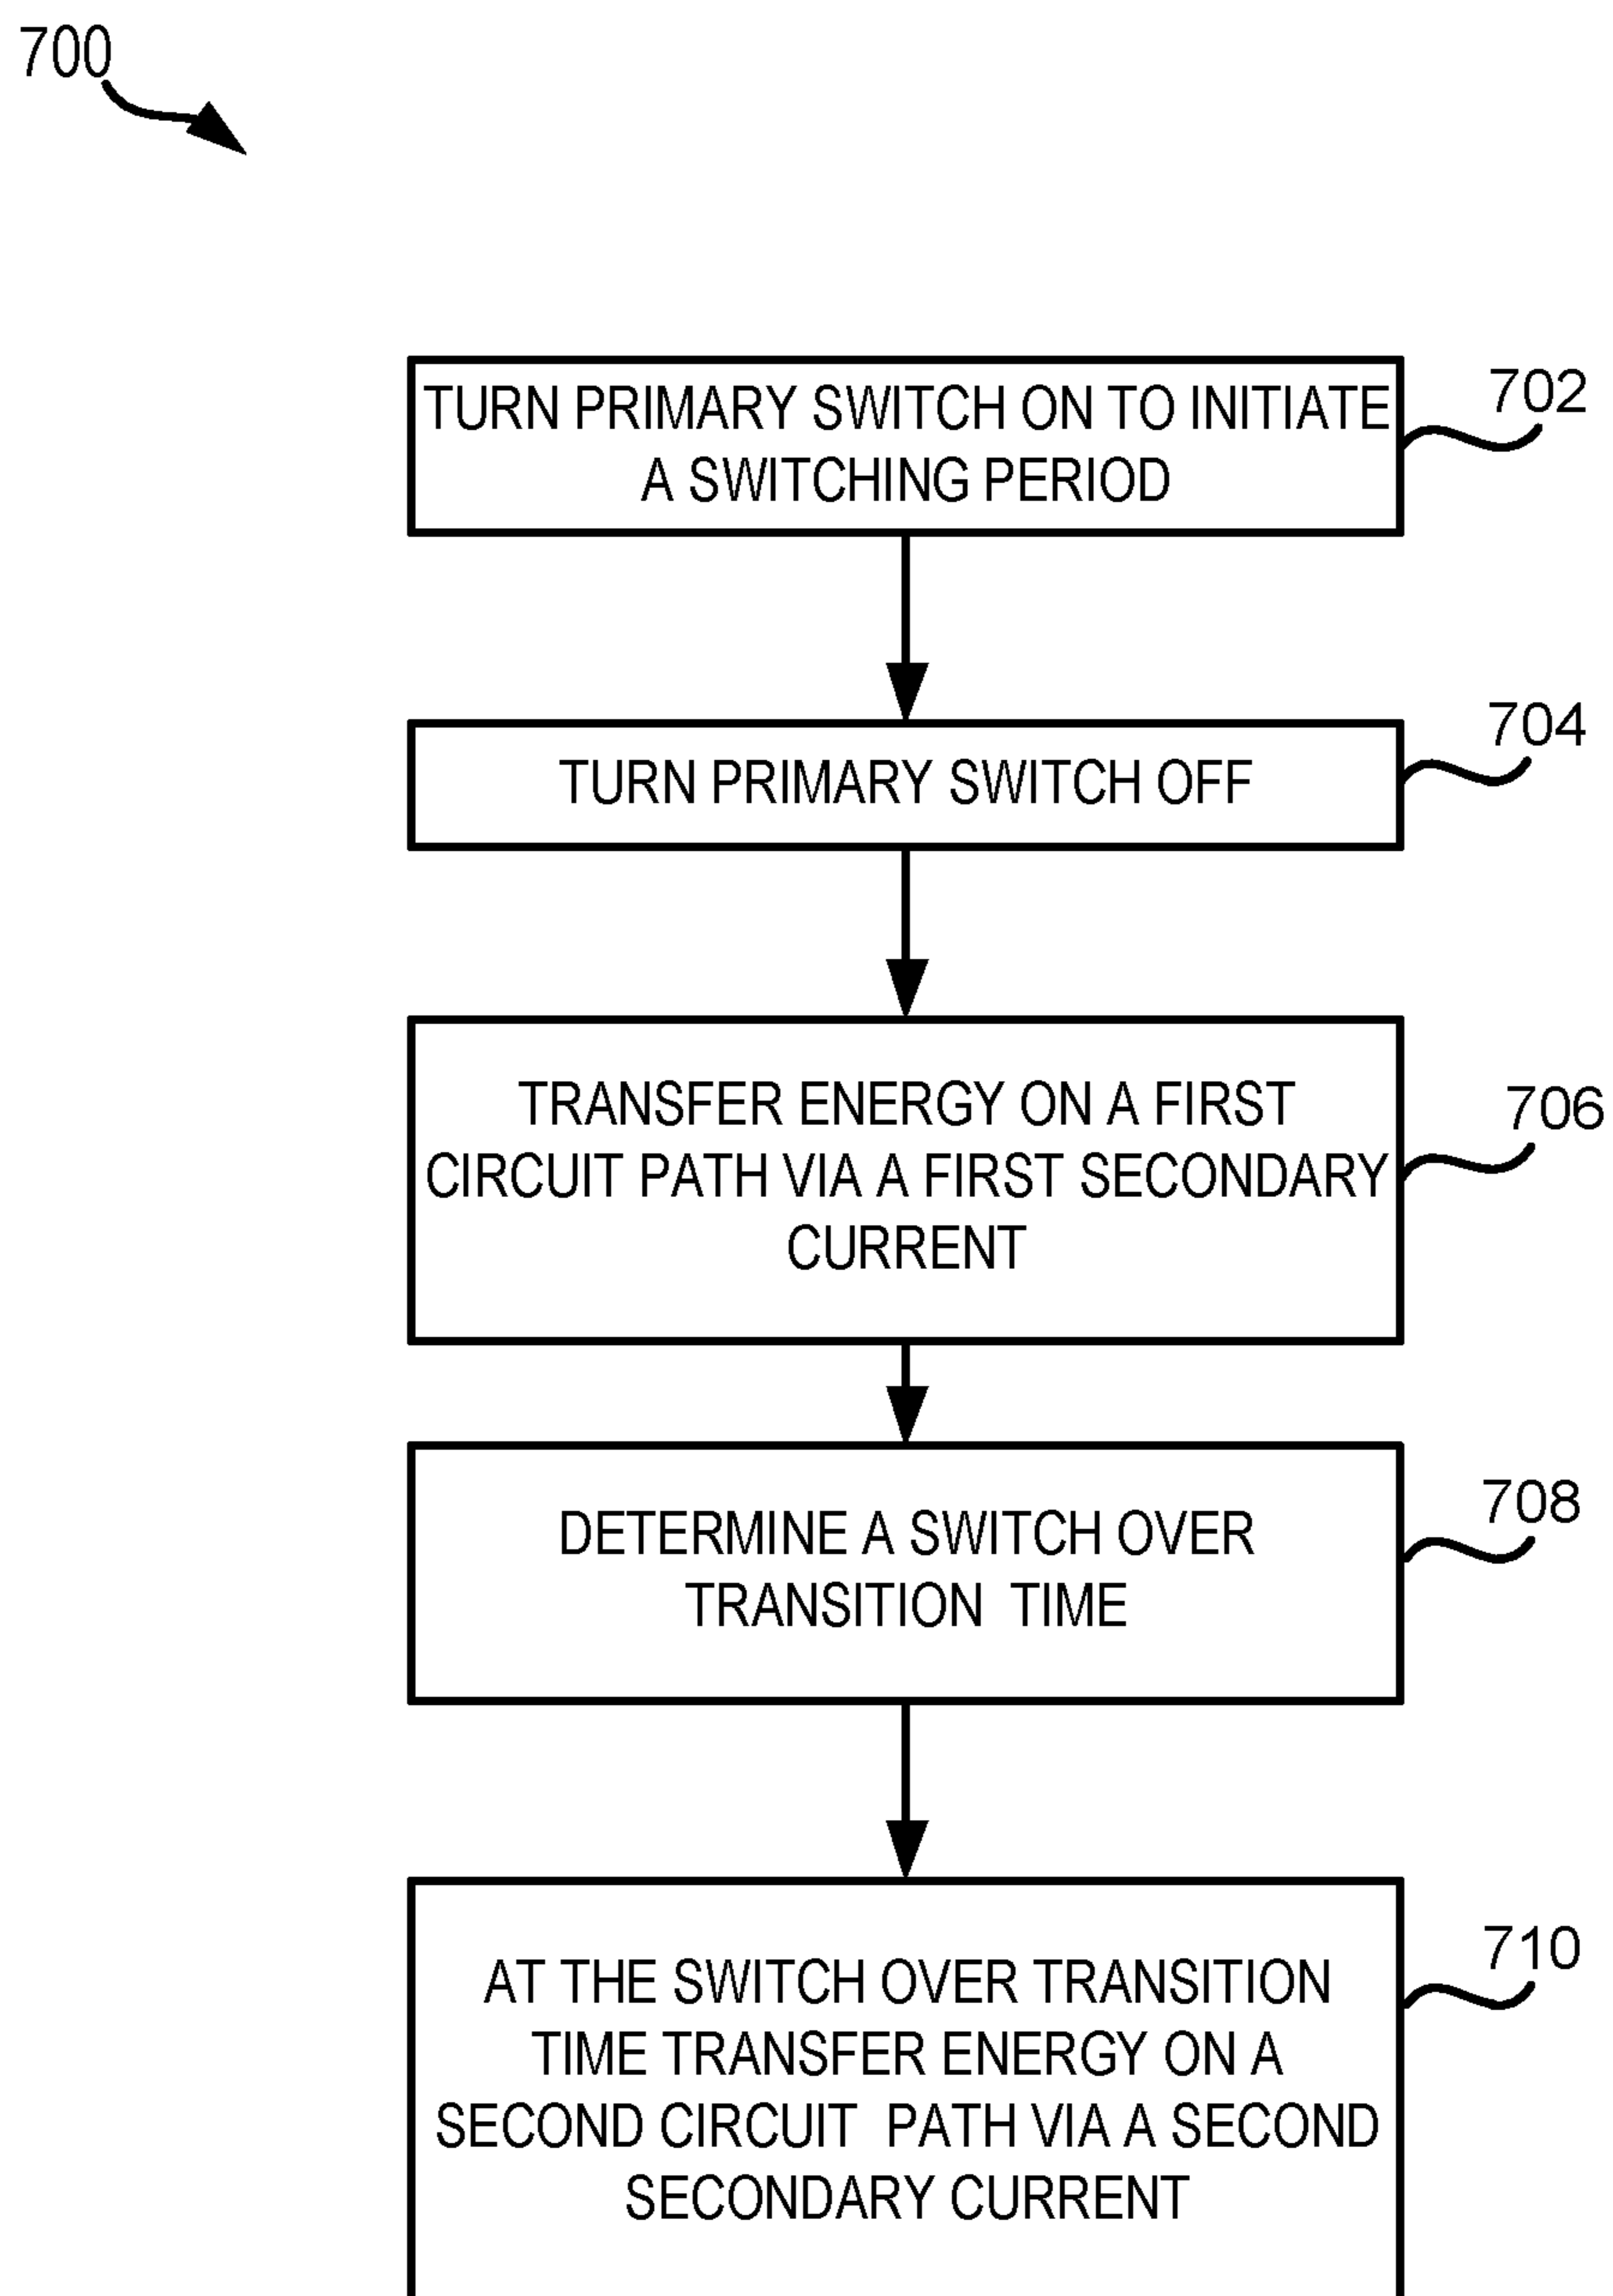 700
TURN PRIMARY SWITCH ON TO INITIATE
A SWITCHING PERIOD
702
TURN PRIMARY SWITCH OFF
704
TRANSFER ENERGY ON A FIRST
CIRCUIT PATH VIA A FIRST SECONDARY
CURRENT
706
DETERMINE A SWITCH OVER
TRANSITION TIME
708
AT THE SWITCH OVER TRANSITION
TIME TRANSFER ENERGY ON A
SECOND CIRCUIT PATH VIA A SECOND
SECONDARY CURRENT
710